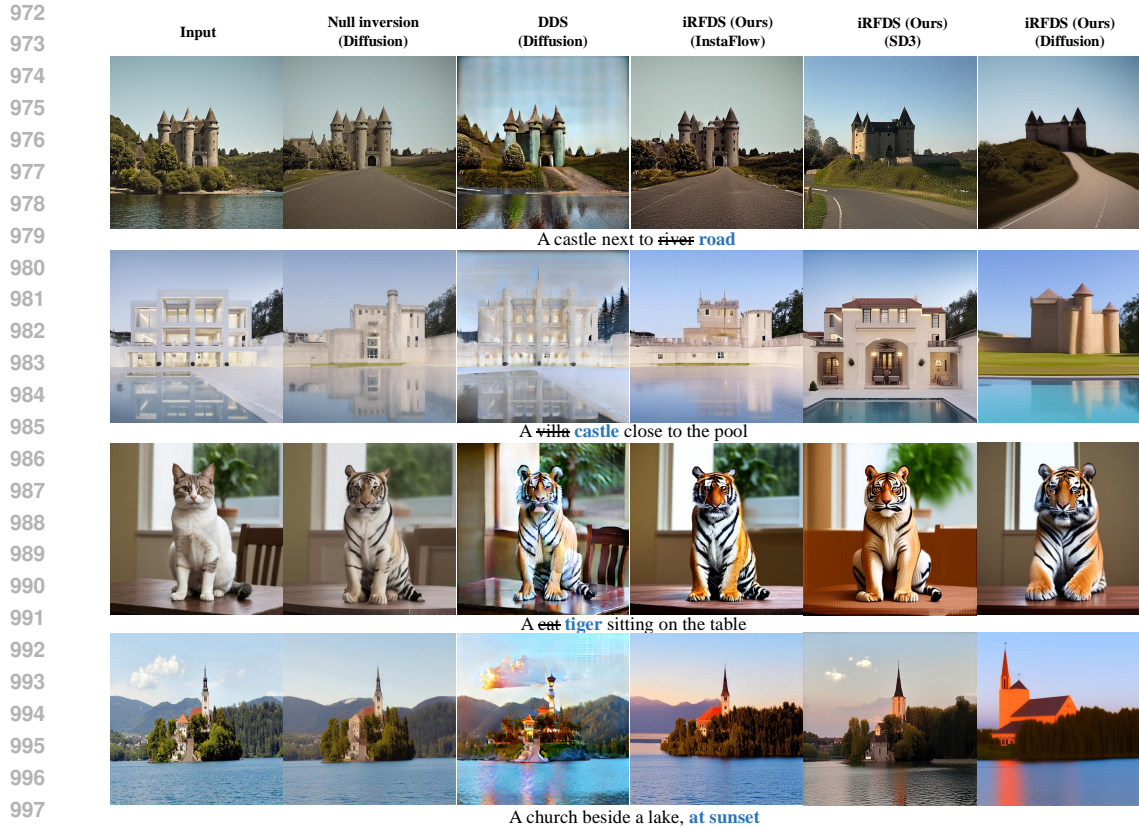 972
973
974
975
976
977
978
979
980
981
982
983
984
985
986
987
988
989
990
991
992
993
994
995
996
997
Input
Null inversion
(Diffusion)
DDS
(Diffusion)
iRFDS (Ours)
(InstaFlow)
iRFDS (Ours)
(SD3)
iRFDS (Ours)
(Diffusion)
A castle next to river road
A villa castle close to the pool
A cat tiger sitting on the table
A church beside a lake, at sunset